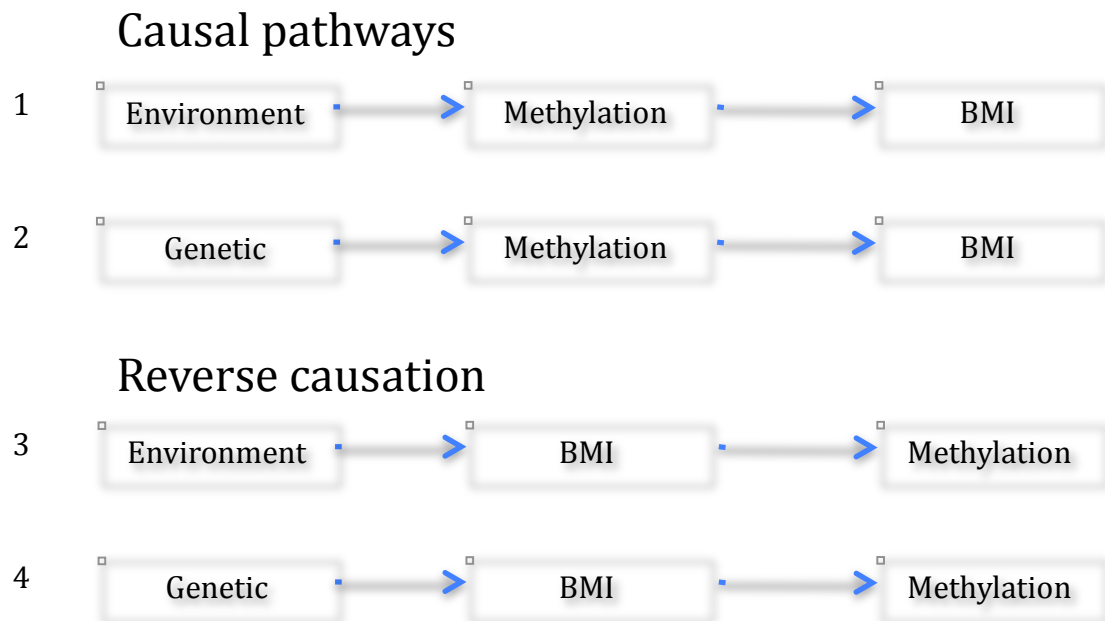 Causal pathways
1 Environment Methylation BMI
2 Genetic Methylation BMI
Reverse causation
3 Environment BMI Methylation
4 Genetic BMI Methylation